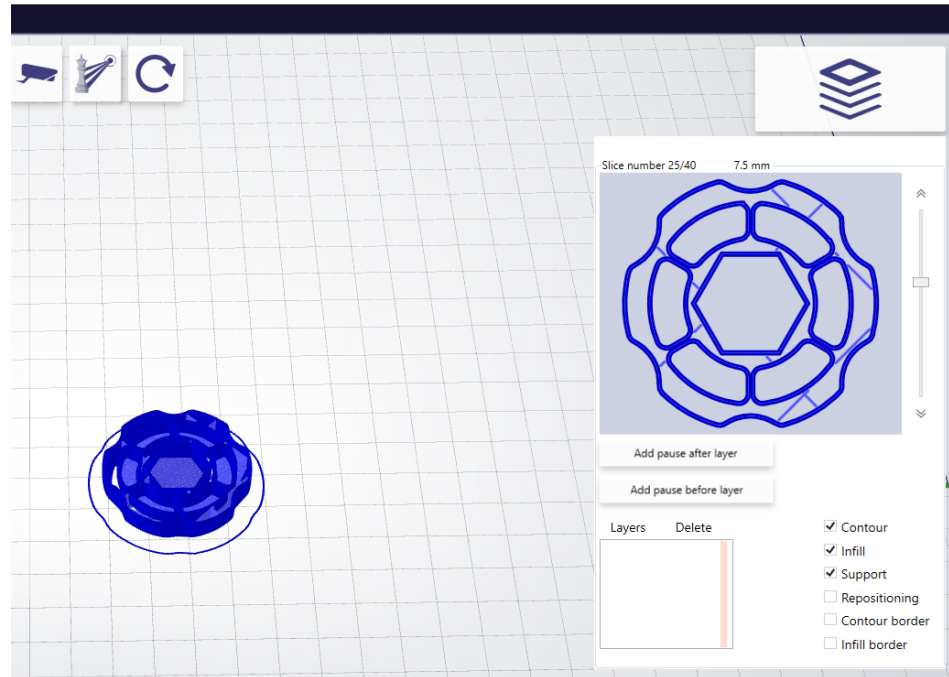 Slice number 25/40 7.5 mm
Add pause after layer
Add pause before layer
Layers Delete
Contour
Infill
Support
Repositioning
Contour border
Infill border